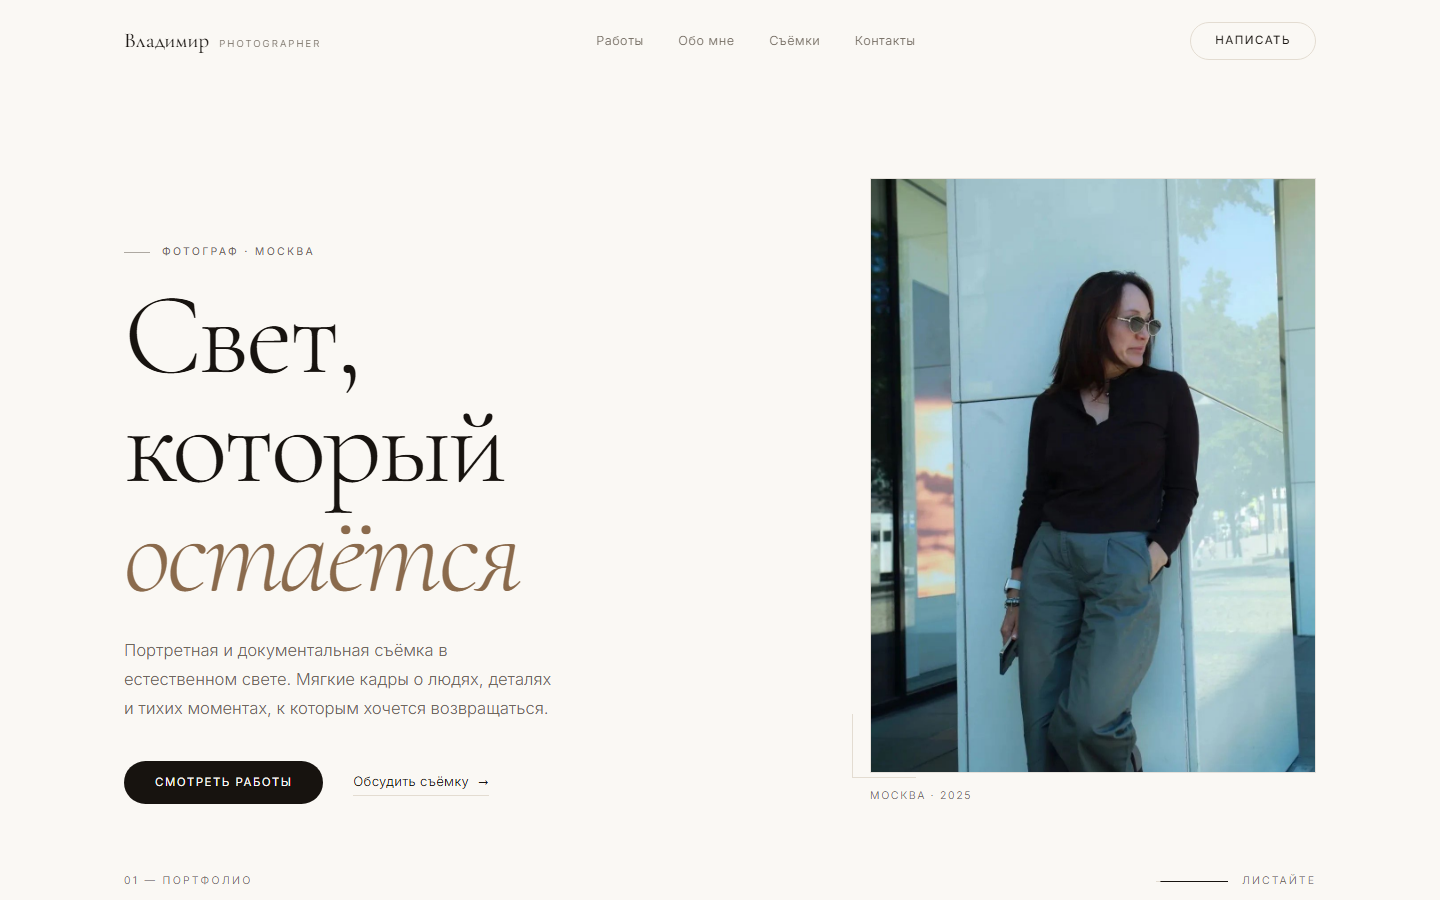 Владимир PHOTOGRAPHER
Работы
Обо мне
Съёмки
Контакты
НАПИСАТЬ
ФОТОГРАФ · МОСКВА
Свет,
который
остаётся
Портретная и документальная съёмка в
естественном свете. Мягкие кадры о людях, деталях
и тихих моментах, к которым хочется возвращаться.
СМОТРЕТЬ РАБОТЫ
Обсудить съёмку →
МОСКВА · 2025
01 — ПОРТФОЛИО
ЛИСТАЙТЕ